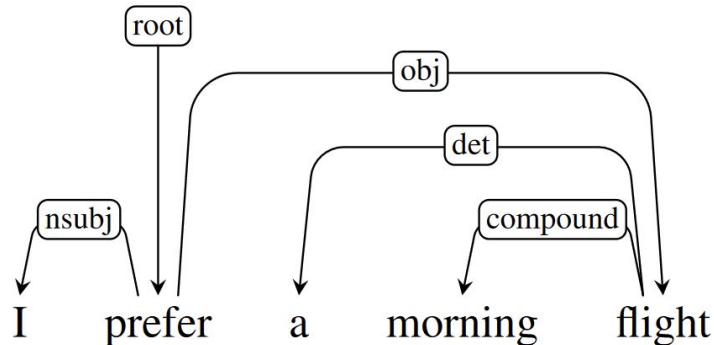 root
obj
det
nsubj compound
I prefer a morning flight